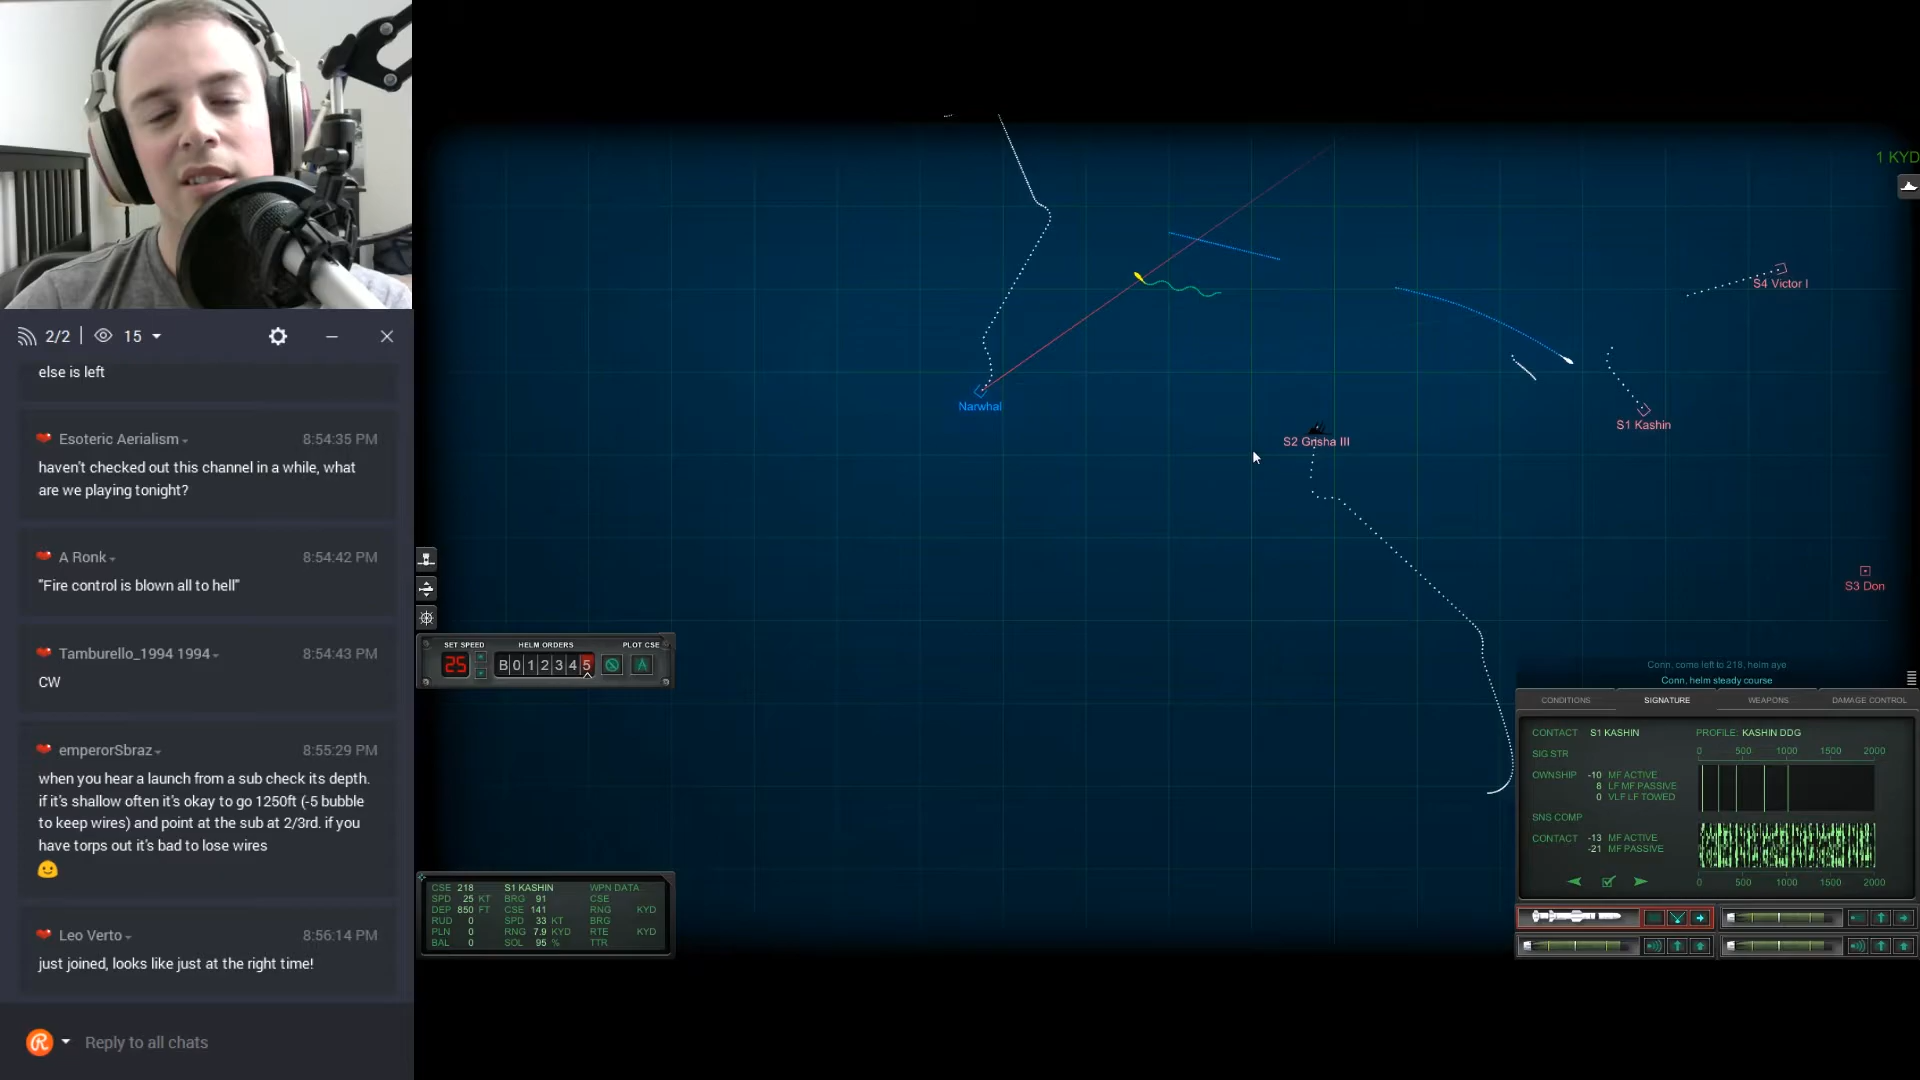 2/2
15
else is left
Esoteric Aerialism
8:54:35 PM
haven't checked out this channel in a while, what
are we playing tonight?
A Ronk
8:54:42 PM
"Fire control is blown all to hell"
Tamburello_1994 1994
8:54:43 PM
CW
emperorSbraz
8:55:29 PM
when you hear a launch from a sub check its depth.
if it's shallow often it's okay to go 1250ft (-5 bubble
to keep wires) and point at the sub at 2/3rd. if you
have torps out it's bad to lose wires
Leo Verto
8:56:14 PM
just joined, looks like just at the right time!
Reply to all chats
1 KYD
S4 Victor I
Narwhal
S1 Kashin
S2 Grisha III
S3 Don
SET SPEED HELM ORDERS PLOT CSE
25 B 0 1 2 3 4 5 A
CSE 218 S1 KASHIN WPN DATA
SPD 25 KT BRG 91 CSE
DEP 850 FT CSE 141 RNG KYD
RUD 0 SPD 33 KT BRG
PLN 0 RNG 7.9 KYD RTE KYD
BAL 0 SOL 95 % TTR
Conn, come left to 218, helm aye
Conn, helm steady course
CONDITIONS SIGNATURE WEAPONS DAMAGE CONTROL
CONTACT S1 KASHIN PROFILE: KASHIN DDG
SIG STR 0 500 1000 1500 2000
OWNSHIP -10 MF ACTIVE
8 LF MF PASSIVE
0 VLF LF TOWED
SNS COMP
CONTACT -13 MF ACTIVE
-21 MF PASSIVE
0 500 1000 1500 2000